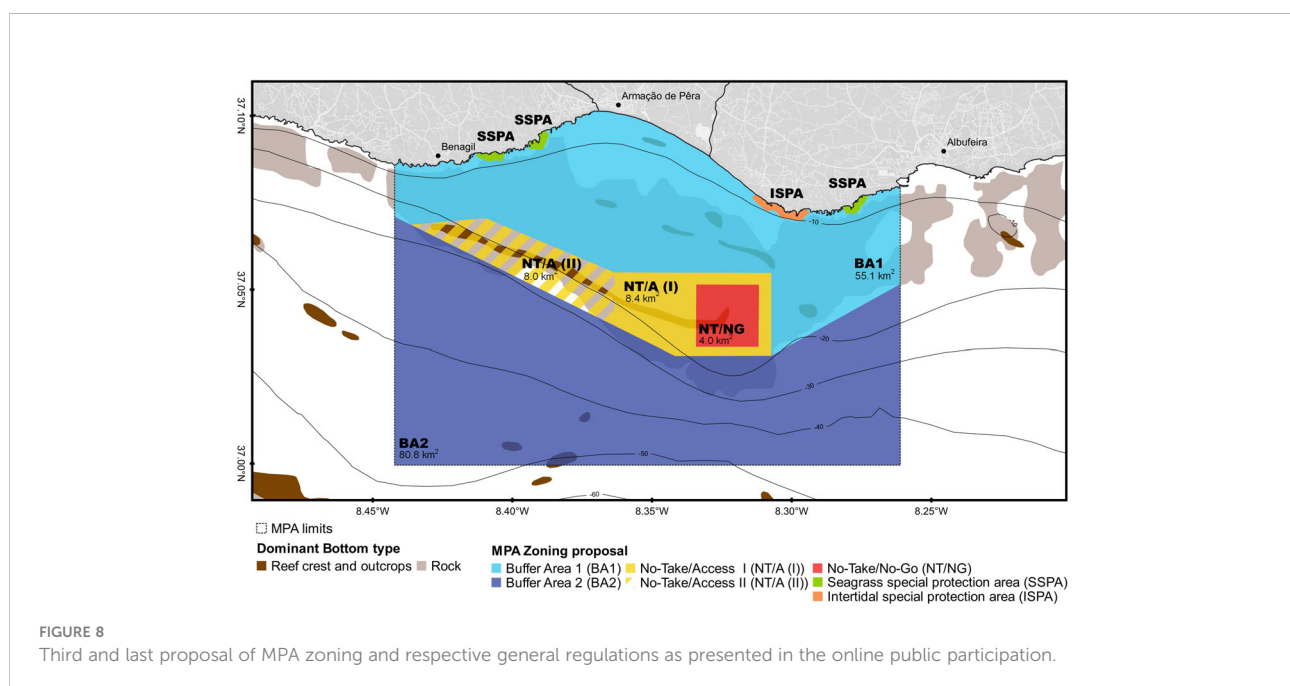 Armação de Pêra
SSPA
SSPA
Benagil
Albufeira
ISPA
SSPA
-10
-10
37.10°N
37.05°N
37.00°N
NT/A (II)
8.0 km²
NT/A (I)
8.4 km²
BA1
55.1 km²
NT/NG
4.0 km²
-20
-30
-40
BA2
80.8 km²
-50
-60
8.45°W
8.40°W
8.35°W
8.30°W
8.25°W
MPA limits
Dominant Bottom type
Reef crest and outcrops
Rock
MPA Zoning proposal
Buffer Area 1 (BA1)
No-Take/Access I (NT/A (I))
No-Take/No-Go (NT/NG)
Buffer Area 2 (BA2)
No-Take/Access II (NT/A (II))
Seagrass special protection area (SSPA)
Intertidal special protection area (ISPA)
FIGURE 8
Third and last proposal of MPA zoning and respective general regulations as presented in the online public participation.